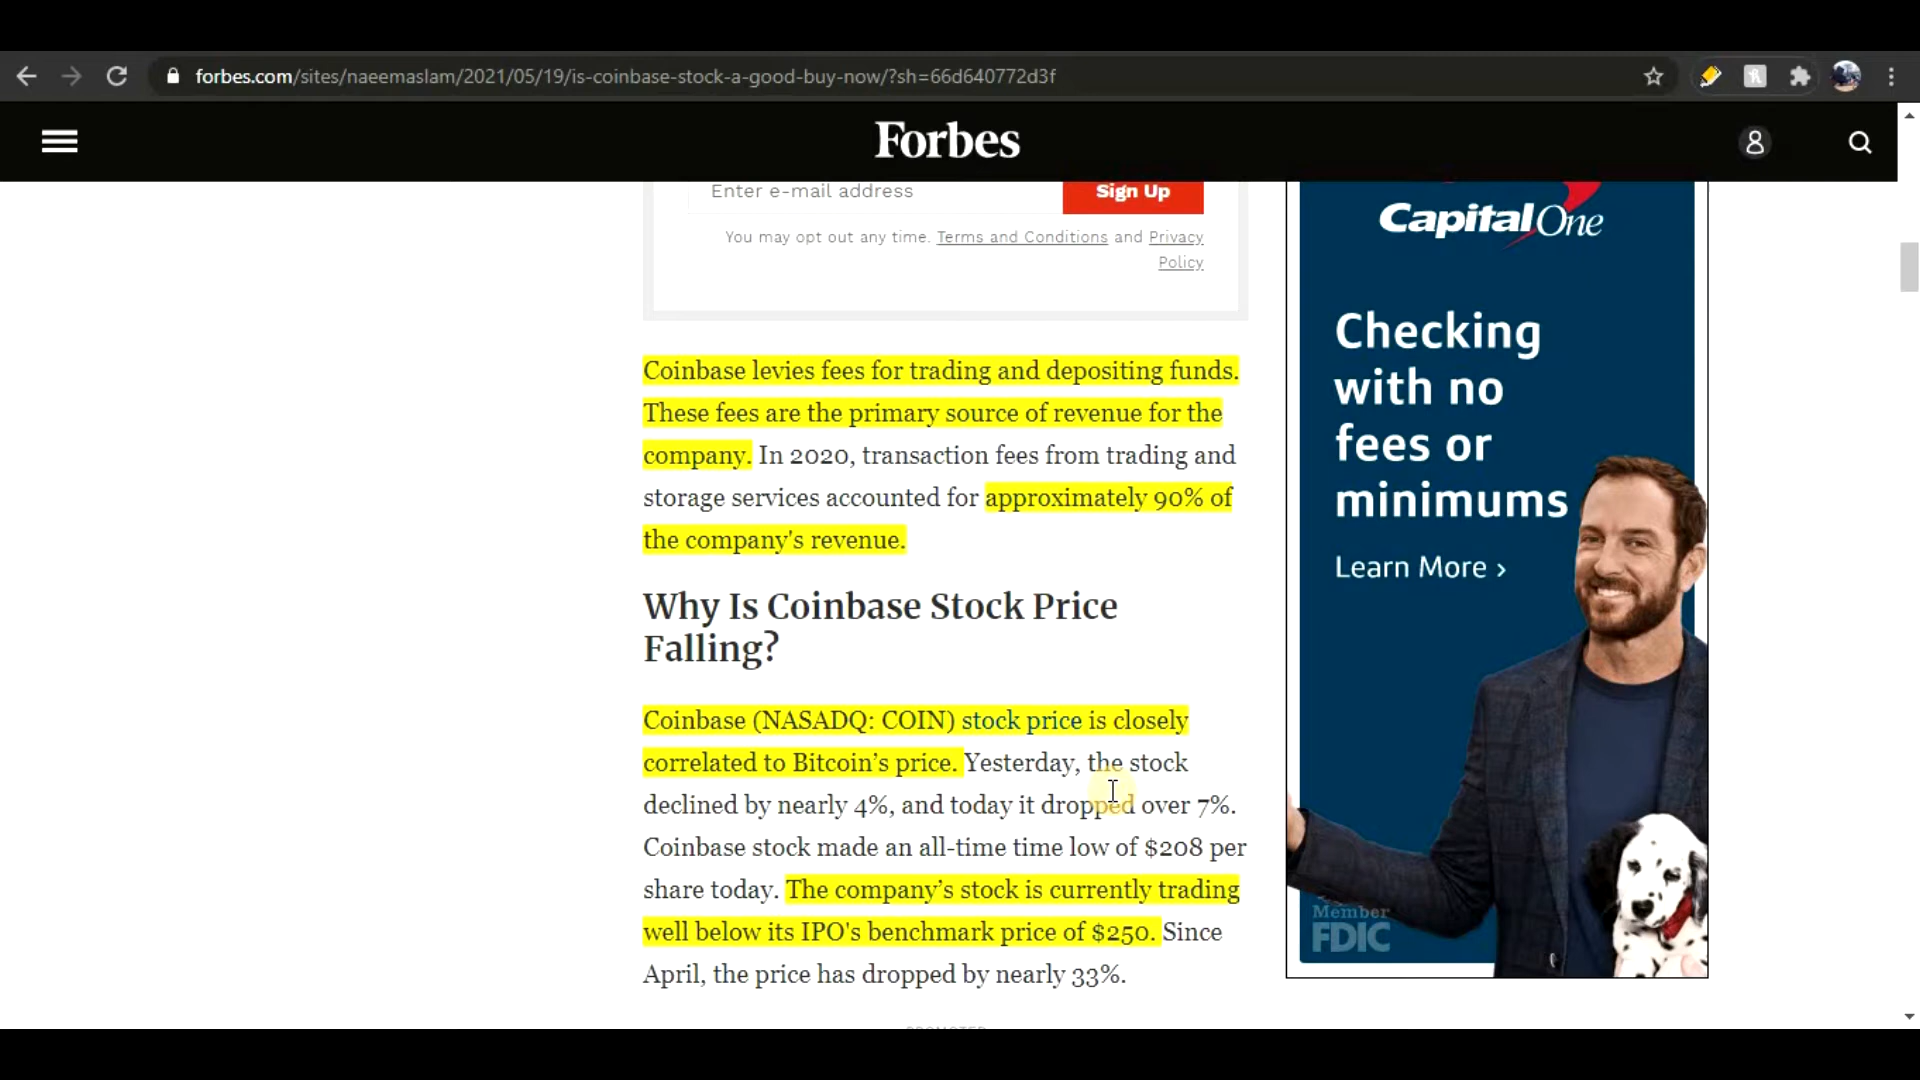 forbes.com/sites/naeemaslam/2021/05/19/is-coinbase-stock-a-good-buy-now/?sh=66d640772d3f
Forbes
Enter e-mail address
Sign Up
You may opt out any time. Terms and Conditions and Privacy
Policy
Coinbase levies fees for trading and depositing funds.
These fees are the primary source of revenue for the
company. In 2020, transaction fees from trading and
storage services accounted for approximately 90% of
the company's revenue.
Why Is Coinbase Stock Price
Falling?
Coinbase (NASADQ: COIN) stock price is closely
correlated to Bitcoin’s price. Yesterday, the stock
declined by nearly 4%, and today it dropped over 7%.
Coinbase stock made an all-time time low of $208 per
share today. The company’s stock is currently trading
well below its IPO's benchmark price of $250. Since
April, the price has dropped by nearly 33%.
Capital One
Checking
with no
fees or
minimums
Learn More ›
Member
FDIC